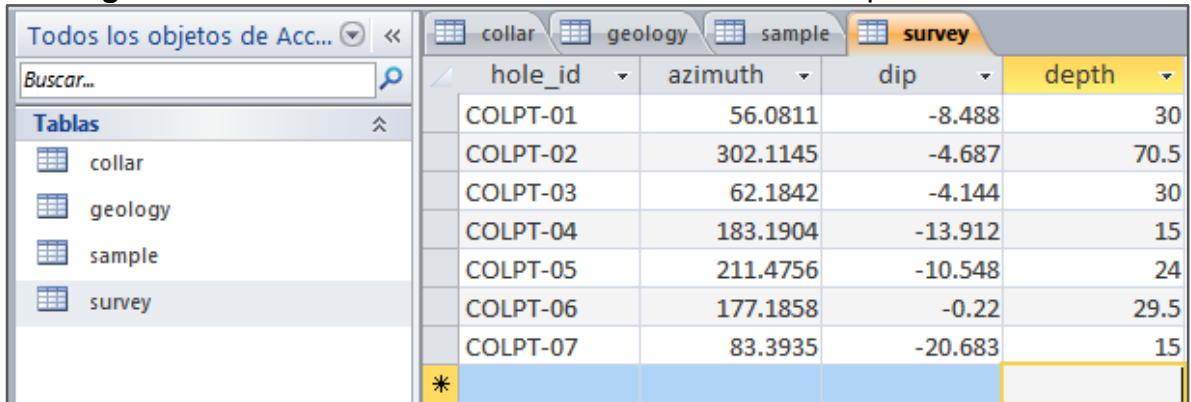 Todos los objetos de Acc... «
Buscar...
Tablas
collar
geology
sample
survey
collar geology sample survey
hole_id azimuth dip depth
COLPT-01 56.0811 -8.488 30
COLPT-02 302.1145 -4.687 70.5
COLPT-03 62.1842 -4.144 30
COLPT-04 183.1904 -13.912 15
COLPT-05 211.4756 -10.548 24
COLPT-06 177.1858 -0.22 29.5
COLPT-07 83.3935 -20.683 15